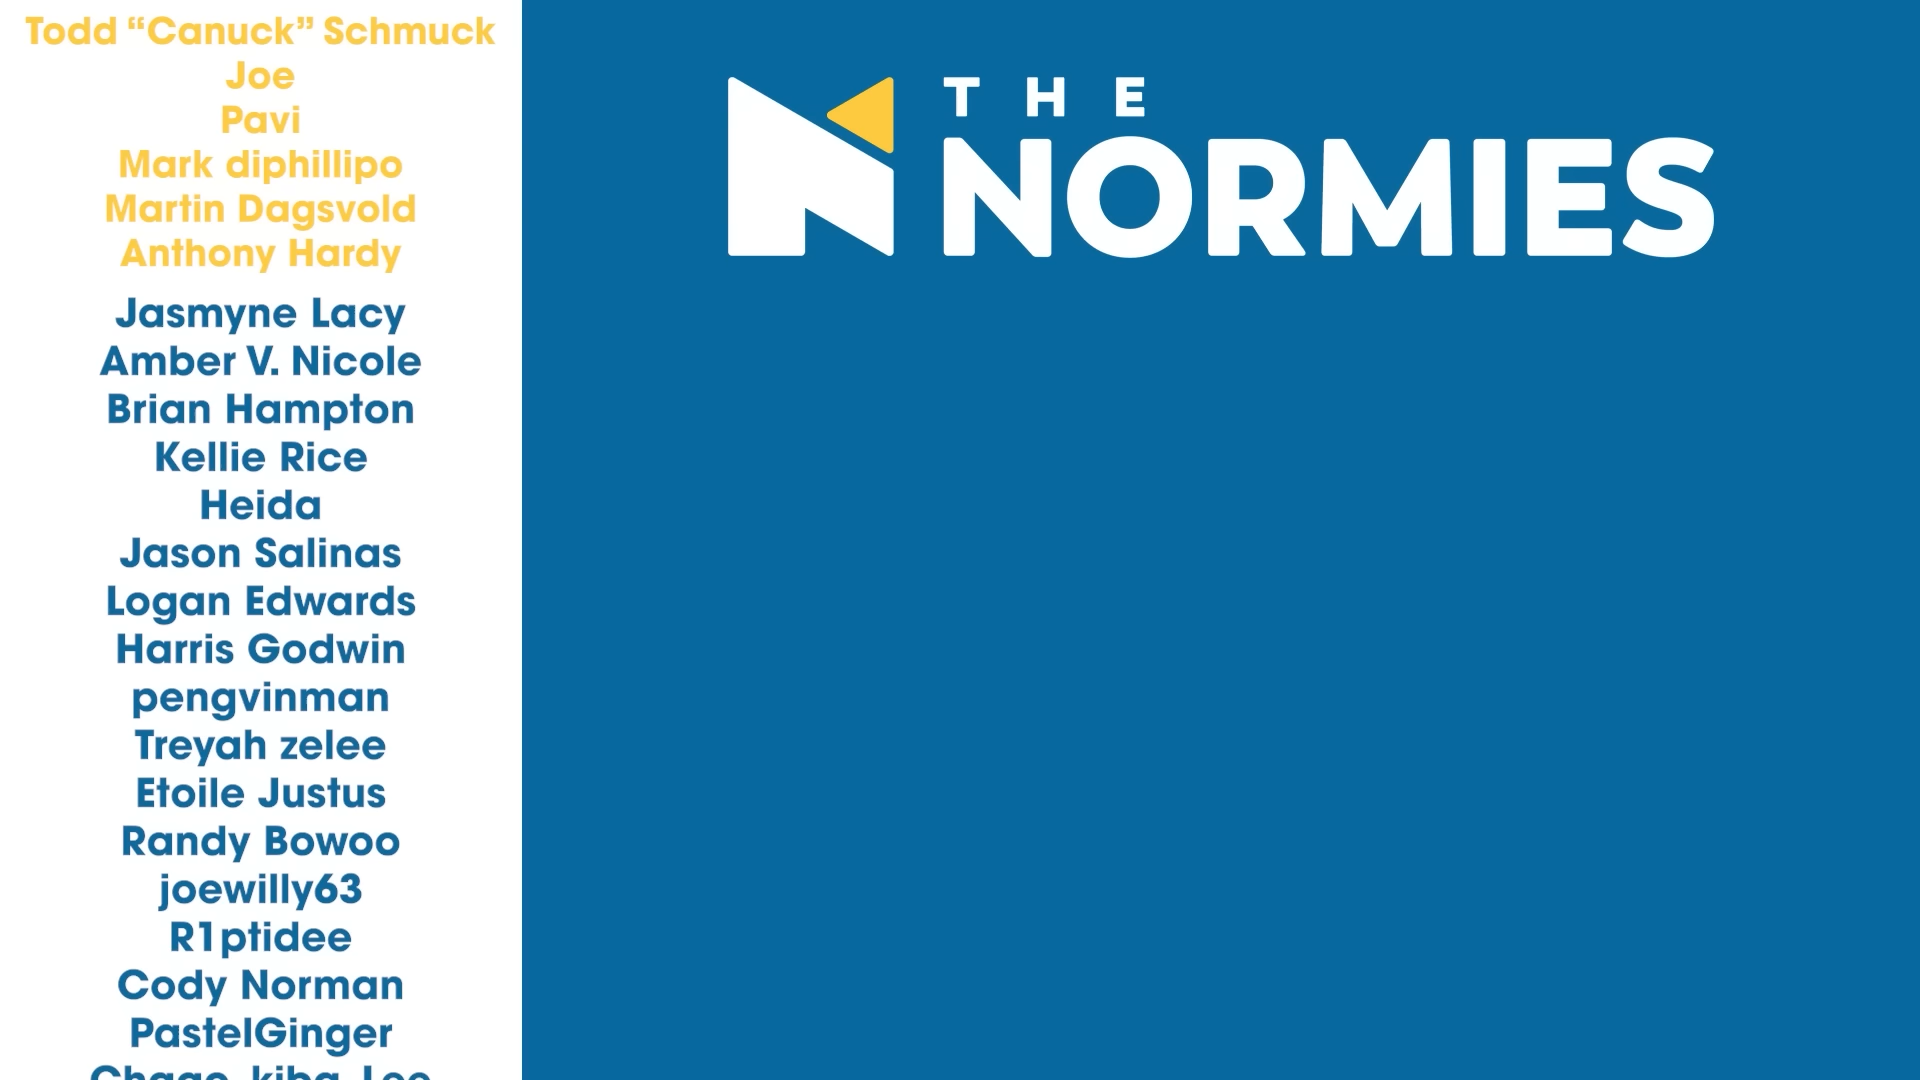 Todd “Canuck” Schmuck
Joe
Pavi
Mark diphillipo
Martin Dagsvold
Anthony Hardy
Jasmyne Lacy
Amber V. Nicole
Brian Hampton
Kellie Rice
Heida
Jason Salinas
Logan Edwards
Harris Godwin
pengvinman
Treyah zelee
Etoile Justus
Randy Bowoo
joewilly63
R1ptidee
Cody Norman
PastelGinger
THE
NORMIES